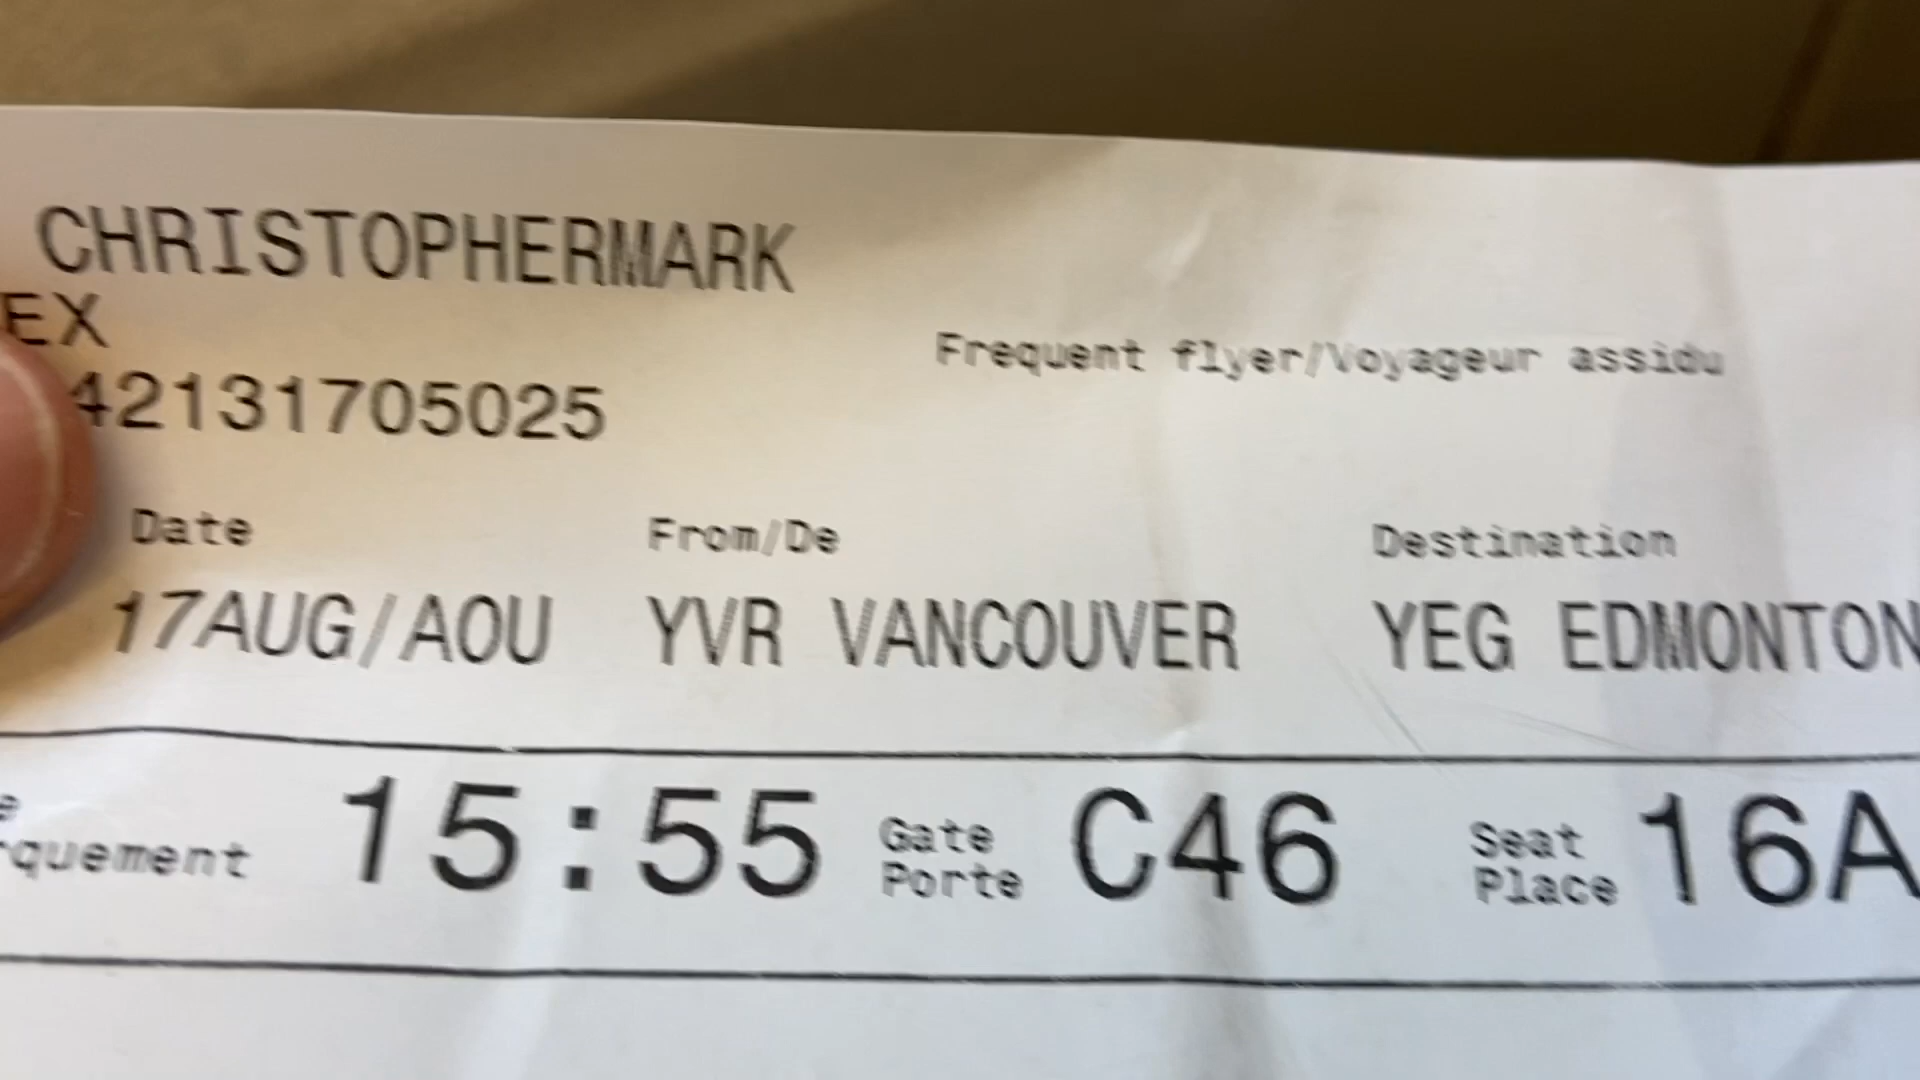 CHRISTOPHERMARK
EX
42131705025
Frequent flyer/Voyageur assidu
Date From/De Destination
17AUG/AOU YVR VANCOUVER YEG EDMONTON
quement 15:55 Gate Porte C46 Seat Place 16A